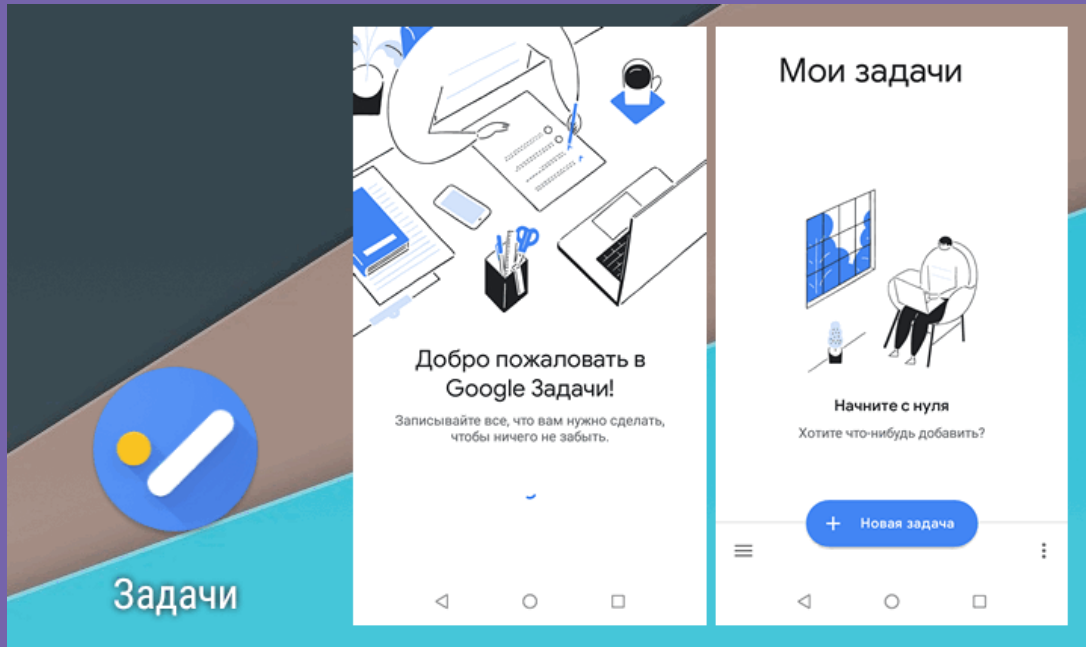 Задачи
Добро пожаловать в
Google Задачи!
Записывайте все, что вам нужно сделать,
чтобы ничего не забыть.
Мои задачи
Начните с нуля
Хотите что-нибудь добавить?
+ Новая задача